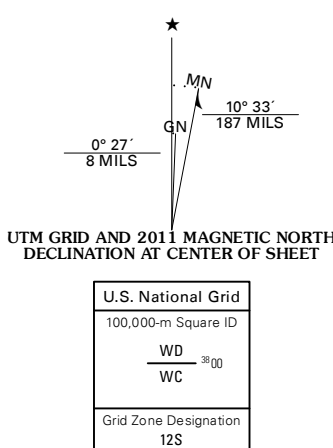 ★
MN
GN
10° 33´
187 MILS
0° 27´
8 MILS
UTM GRID AND 2011 MAGNETIC NORTH
DECLINATION AT CENTER OF SHEET
U.S. National Grid
100,000-m Square ID
WD
3800
WC
Grid Zone Designation
12S